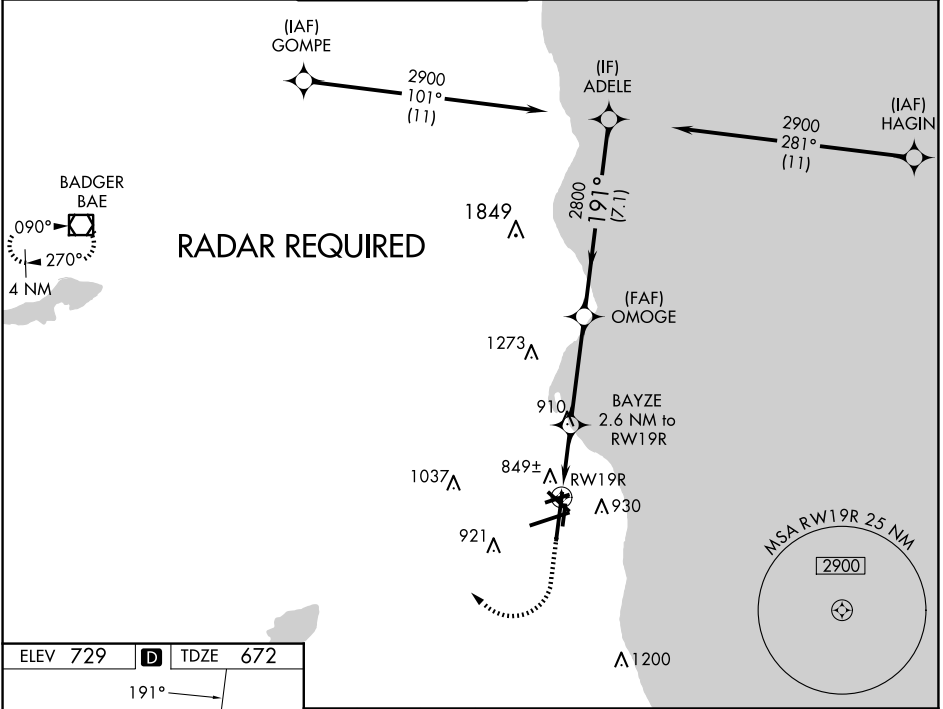 (IAF)
GOMPE
2900
101°
(11)
(IF)
ADELE
2900
281°
(11)
(IAF)
HAGIN
BADGER
BAE
090°
270°
4 NM
RADAR REQUIRED
1849
2800
191°
(7.1)
(FAF)
OMOGE
1273
910
BAYZE
2.6 NM to
RW19R
849±
RW19R
1037
930
921
MSA RW19R 25 NM
2900
1200
ELEV 729 D TDZE 672
191°